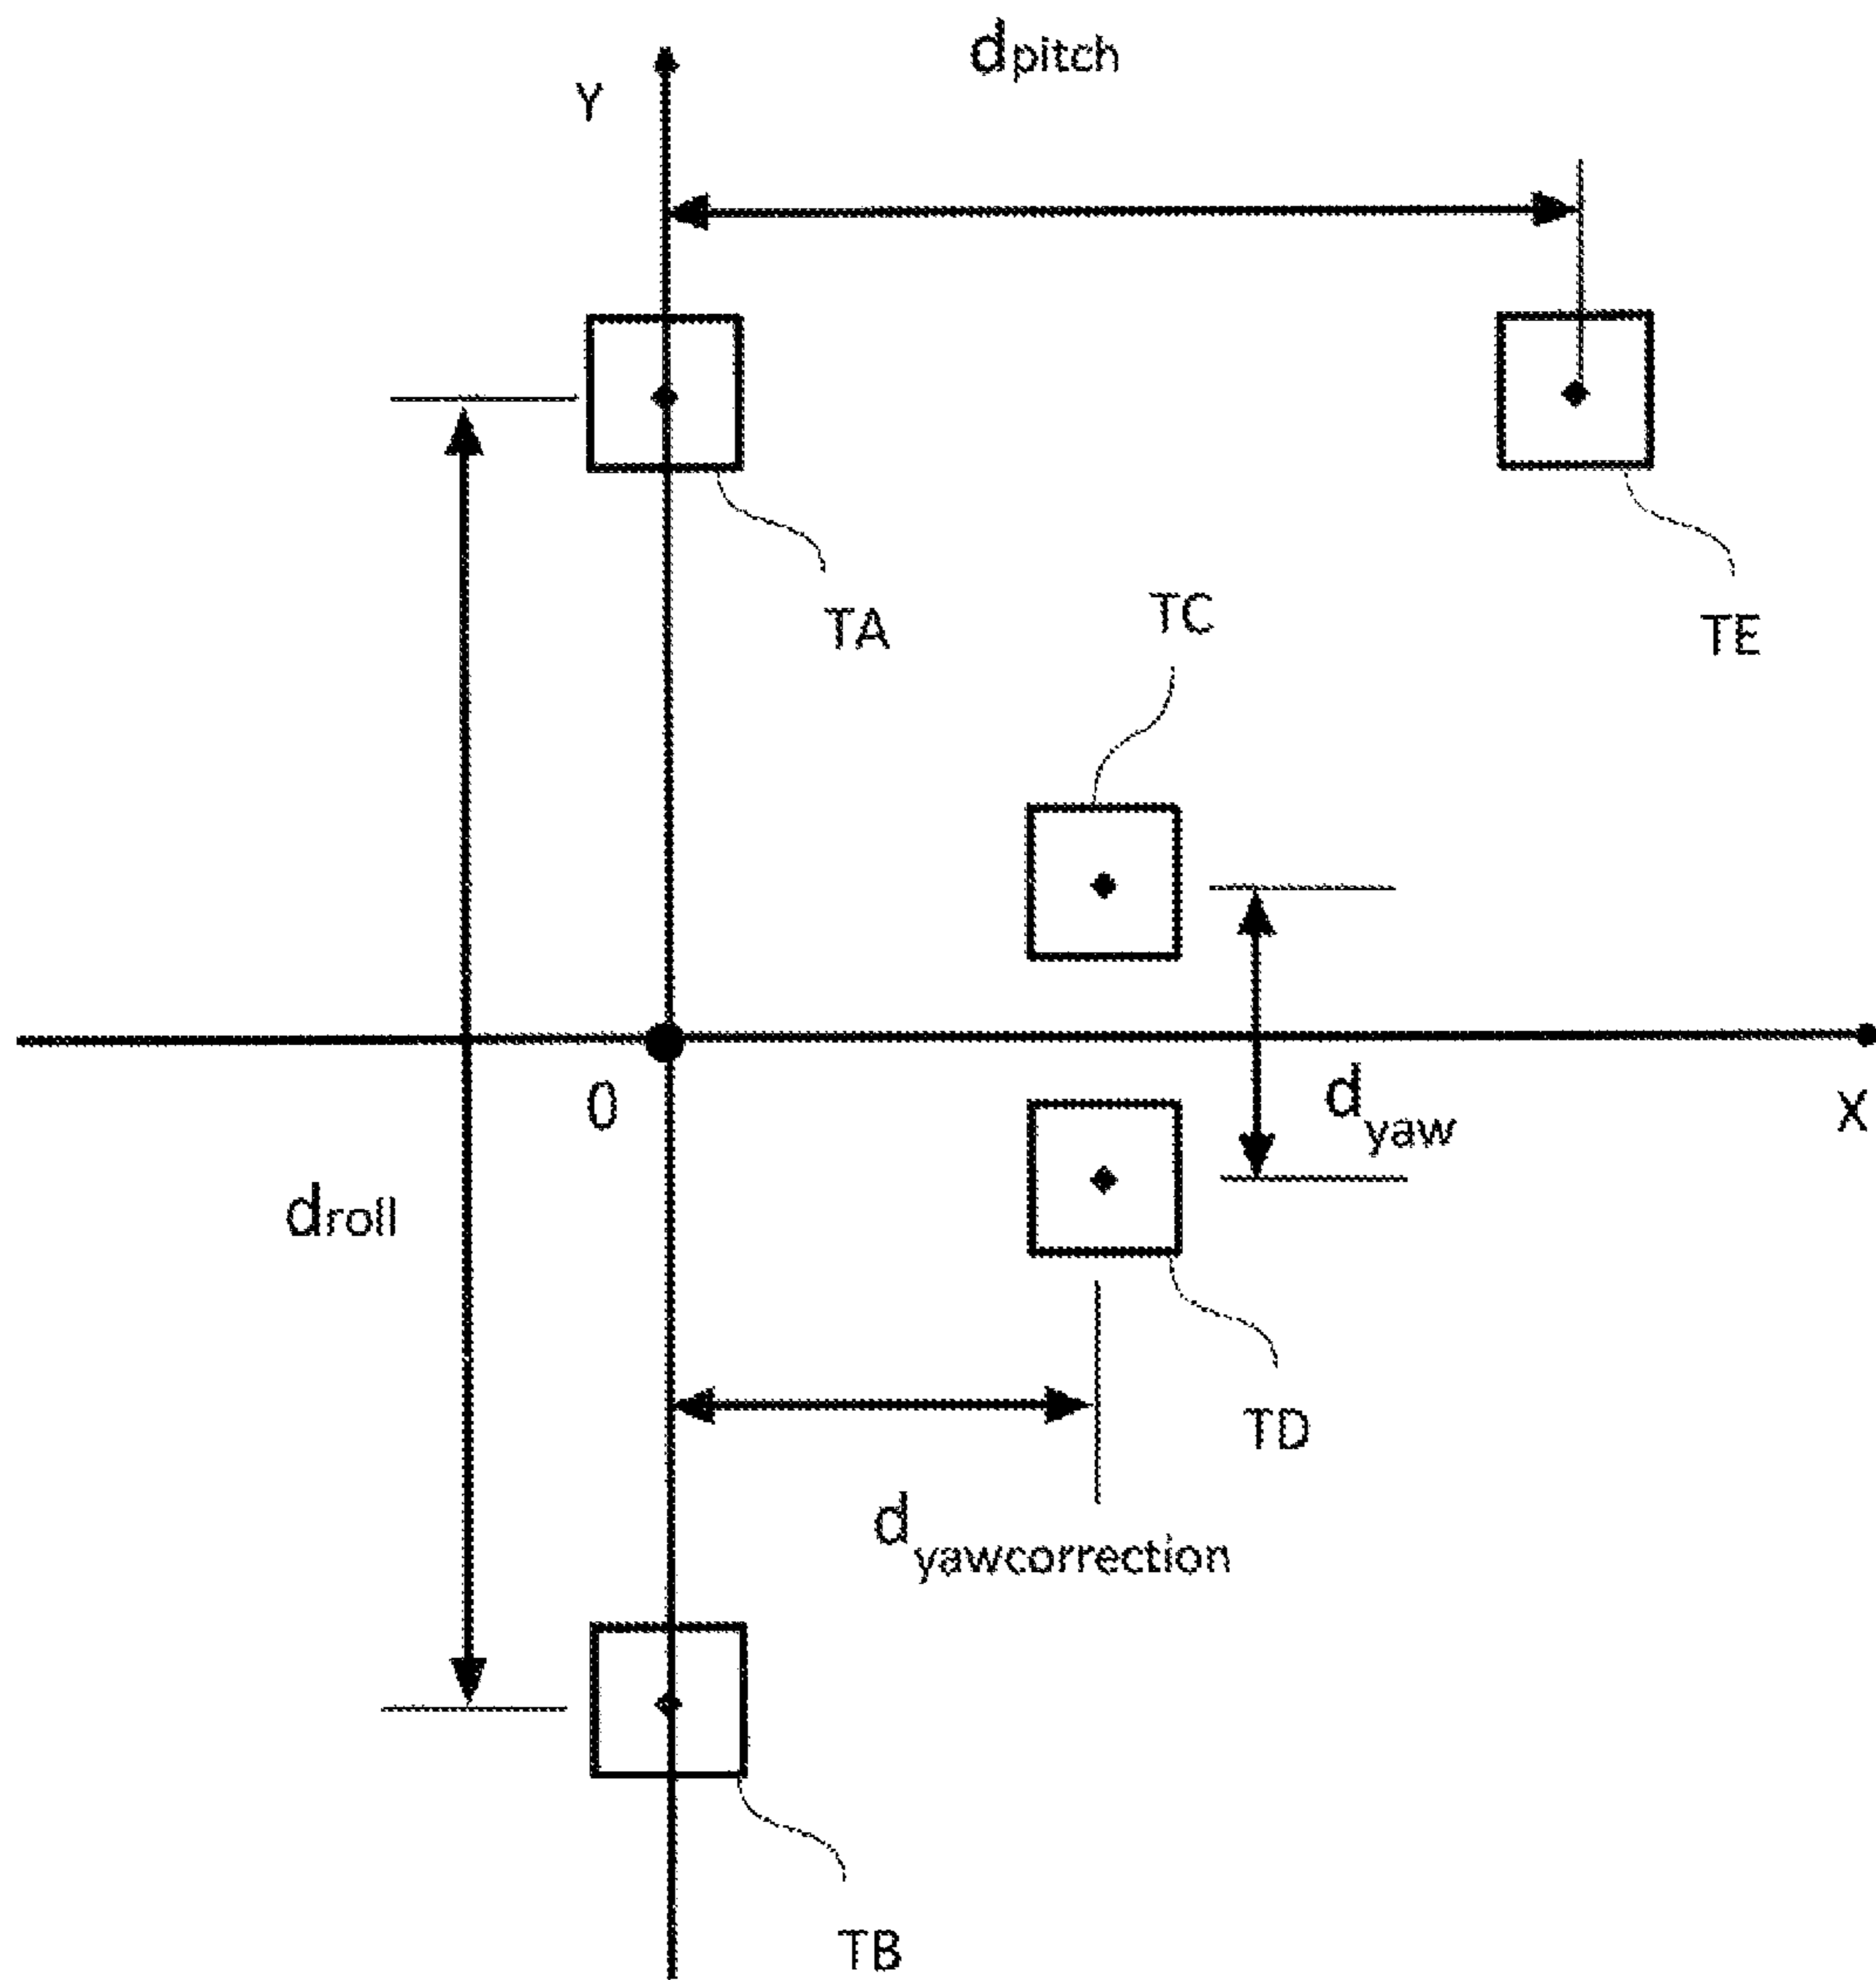 dpitch
Y
TA
TC
TE
0
dyaw
X
droll
TD
dyawcorrection
TB